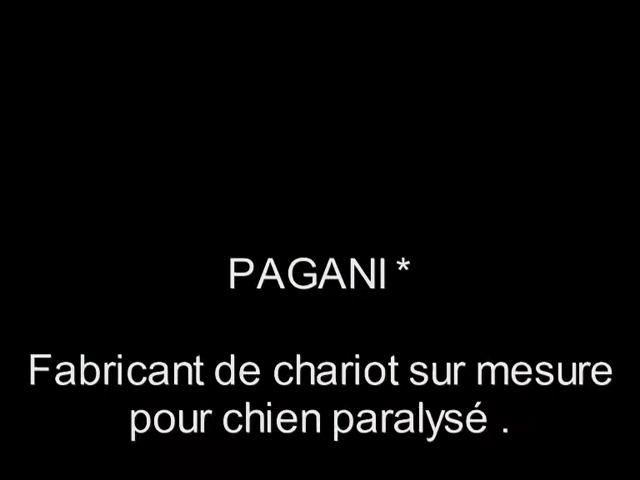 PAGANI *
Fabricant de chariot sur mesure
pour chien paralysé .